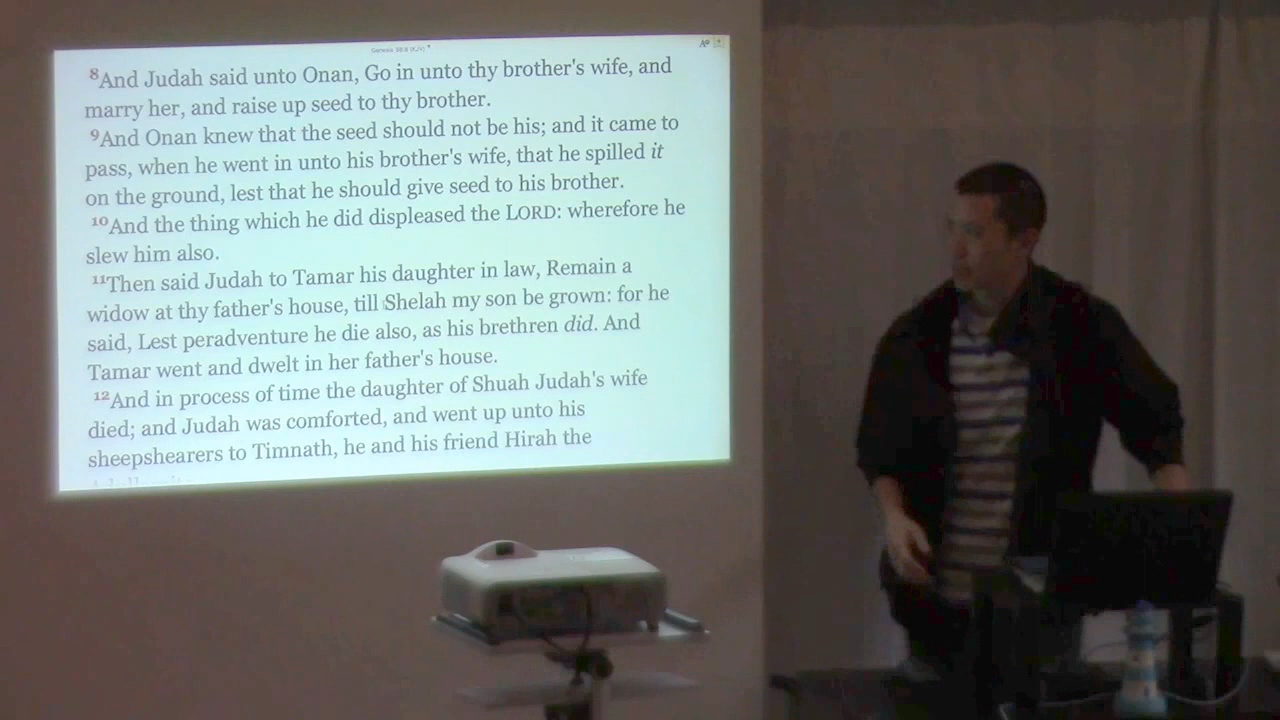 Genesis 38:8 (KJV)
8And Judah said unto Onan, Go in unto thy brother's wife, and
marry her, and raise up seed to thy brother.
9And Onan knew that the seed should not be his; and it came to
pass, when he went in unto his brother's wife, that he spilled it
on the ground, lest that he should give seed to his brother.
10And the thing which he did displeased the LORD: wherefore he
slew him also.
11Then said Judah to Tamar his daughter in law, Remain a
widow at thy father's house, till Shelah my son be grown: for he
said, Lest peradventure he die also, as his brethren did. And
Tamar went and dwelt in her father's house.
12And in process of time the daughter of Shuah Judah's wife
died; and Judah was comforted, and went up unto his
sheepshearers to Timnath, he and his friend Hirah the